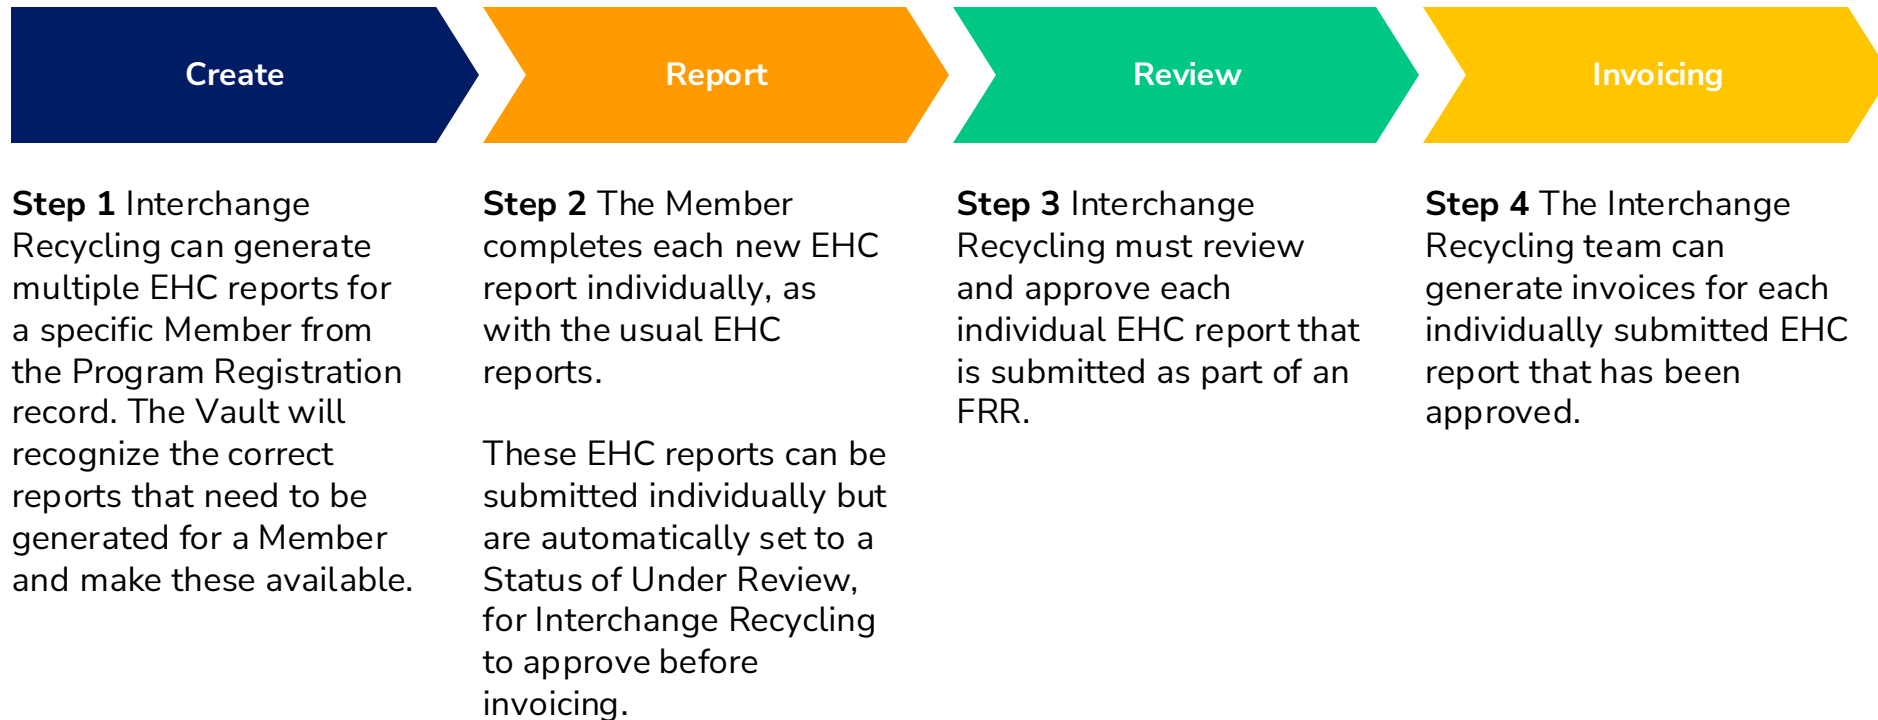 Create
Report
Review
Invoicing
Step 1 Interchange
Recycling can generate
multiple EHC reports for
a specific Member from
the Program Registration
record. The Vault will
recognize the correct
reports that need to be
generated for a Member
and make these available.
Step 2 The Member
completes each new EHC
report individually, as
with the usual EHC
reports.
These EHC reports can be
submitted individually but
are automatically set to a
Status of Under Review,
for Interchange Recycling
to approve before
invoicing.
Step 3 Interchange
Recycling must review
and approve each
individual EHC report that
is submitted as part of an
FRR.
Step 4 The Interchange
Recycling team can
generate invoices for each
individually submitted EHC
report that has been
approved.